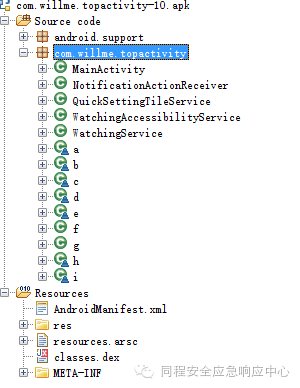 com.willme.topactivity-10.apk
Source code
android.support
com.willme.topactivity
MainActivity
NotificationActionReceiver
QuickSettingTileService
WatchingAccessibilityService
WatchingService
a
b
c
d
e
f
g
h
i
Resources
AndroidManifest.xml
res
resources.arsc
classes.dex
META-INF
同程安全应急响应中心